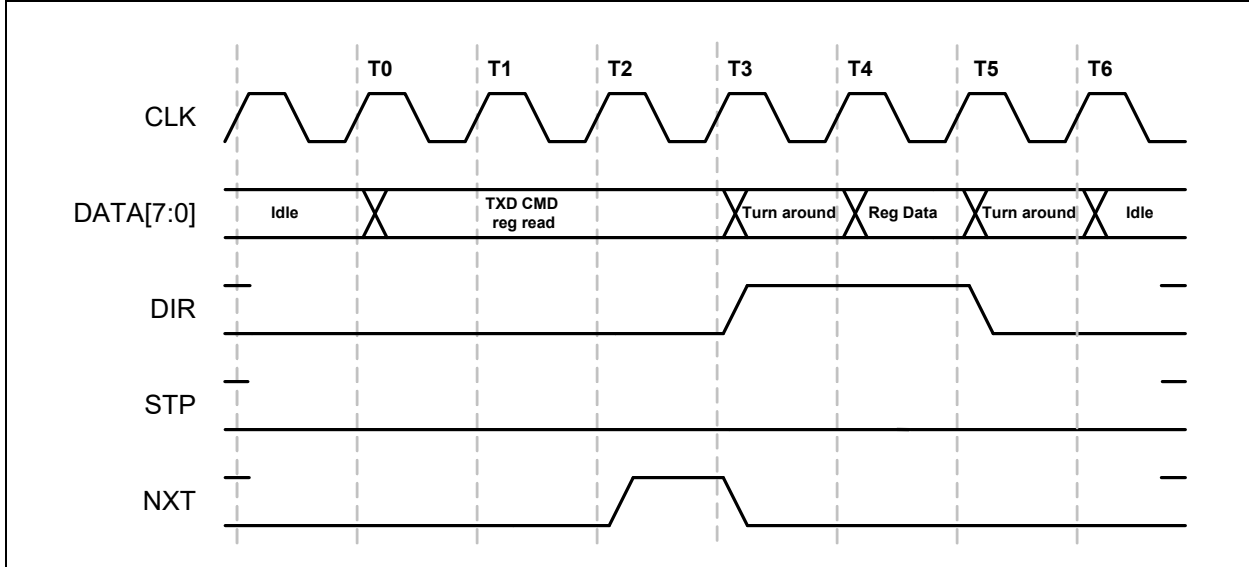 T0 T1 T2 T3 T4 T5 T6
CLK
DATA[7:0]
Idle
TXD CMD
reg read
Turn around
Reg Data
Turn around
Idle
DIR
STP
NXT